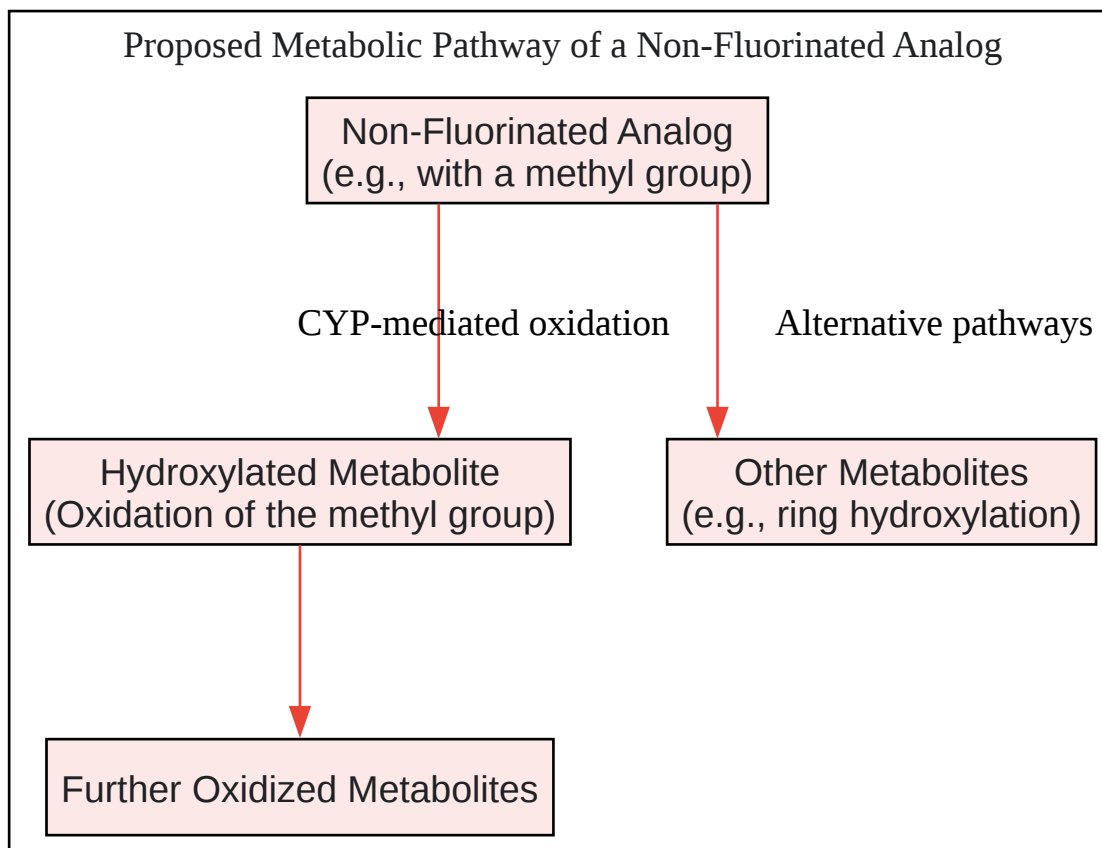 Proposed Metabolic Pathway of a Non-Fluorinated Analog
Non-Fluorinated Analog
(e.g., with a methyl group)
CYP-mediated oxidation
Alternative pathways
Hydroxylated Metabolite
(Oxidation of the methyl group)
Other Metabolites
(e.g., ring hydroxylation)
Further Oxidized Metabolites